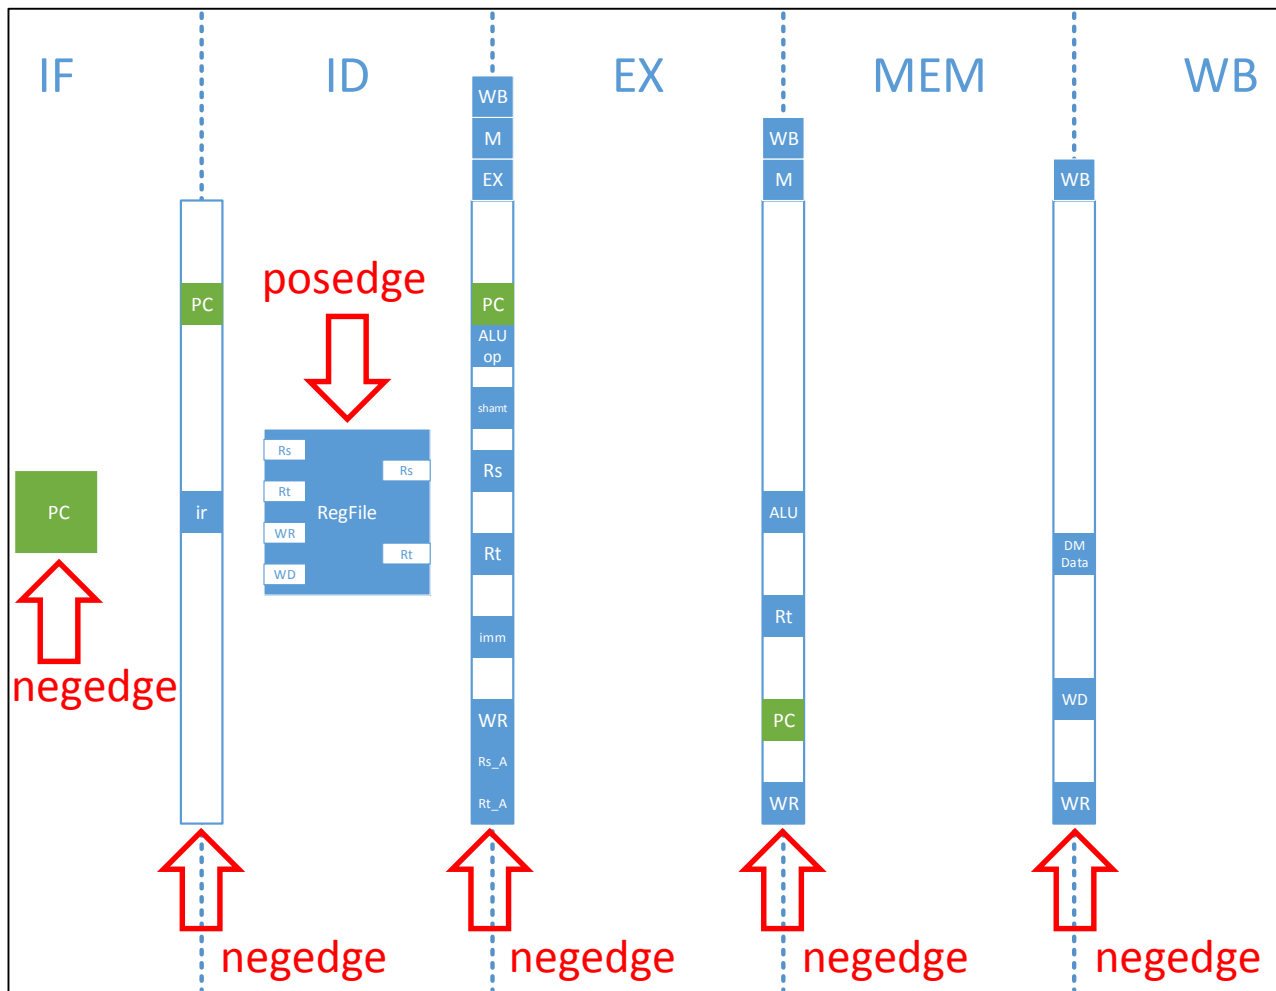 IF
ID
EX
MEM
WB
WB
M
EX
PC
ALU
op
shamt
Rs
Rt
imm
WR
Rs_A
Rt_A
WB
M
ALU
Rt
PC
WR
WB
DM
Data
WD
WR
PC
ir
posedge
Rs
Rt
WR
WD
RegFile
Rs
Rt
PC
negedge
negedge
negedge
negedge
negedge